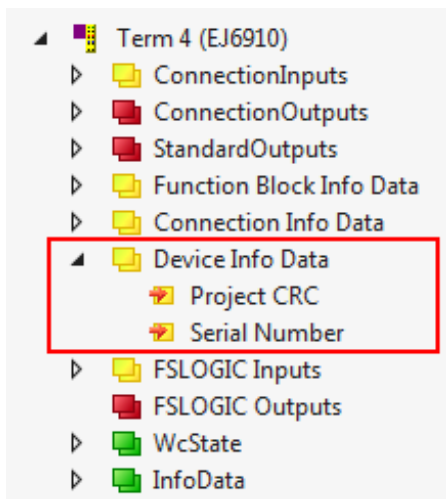 Term 4 (EJ6910)
ConnectionInputs
ConnectionOutputs
StandardOutputs
Function Block Info Data
Connection Info Data
Device Info Data
Project CRC
Serial Number
FSLOGIC Inputs
FSLOGIC Outputs
WcState
InfoData